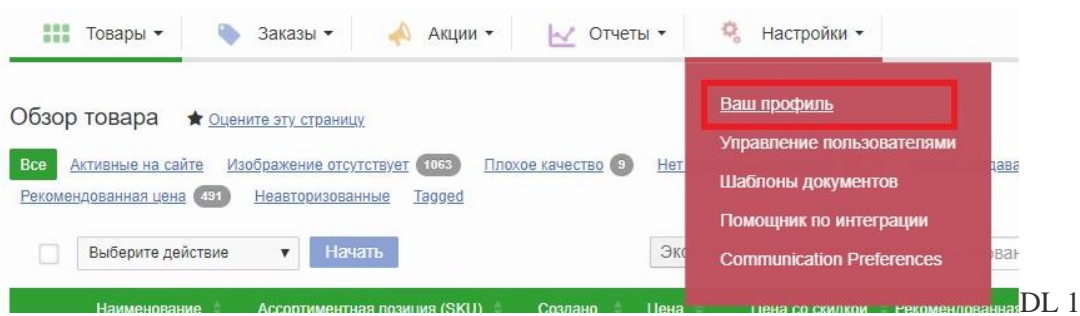 Товары Заказы Акции Отчеты Настройки
Обзор товара Оцените эту страницу
Ваш профиль
Управление пользователями
Шаблоны документов
Помощник по интеграции
Communication Preferences
Все Активные на сайте Изображение отсутствует 1063 Плохое качество 9 Нет
Рекомендованная цена 491 Неавторизованные Tagged
Выберите действие Начать
Наименование Ассортиментная позиция (SKU) Создано Цена Цена со скидкой Рекомендованная
DL 1